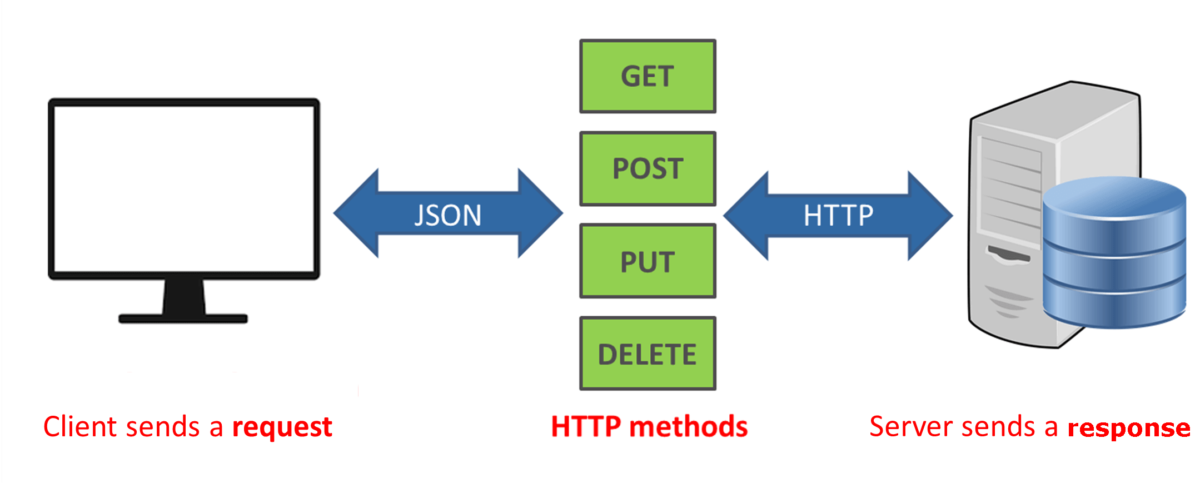 GET
POST
JSON
HTTP
PUT
DELETE
Client sends a request
HTTP methods
Server sends a response